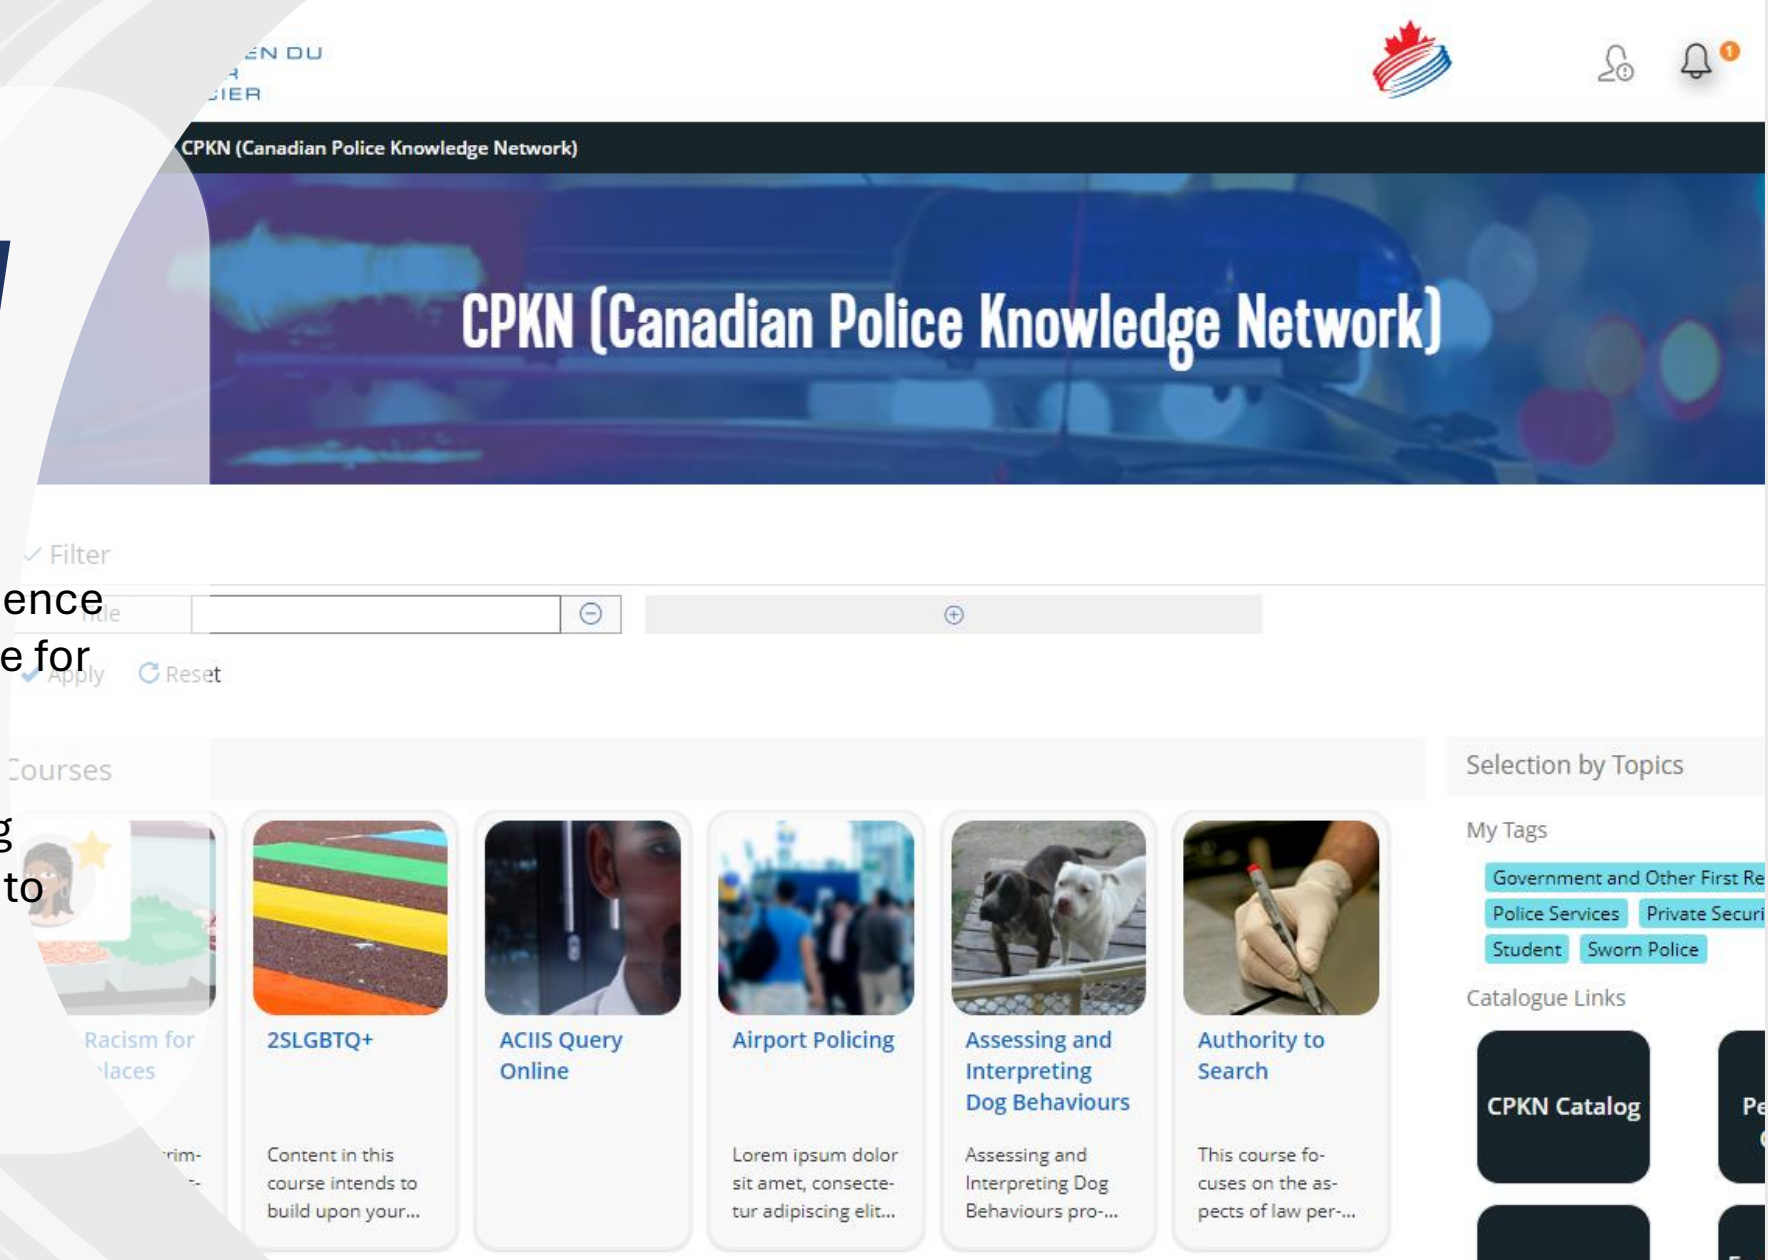 EN DU
IER
1
CPKN (Canadian Police Knowledge Network)
CPKN (Canadian Police Knowledge Network)
Filter
ence
Title
e for
Apply
Reset
Courses
Selection by Topics
g
to
My Tags
Government and Other First Re
Police Services
Private Securi
Student
Sworn Police
Catalogue Links
CPKN Catalog
Pe
Racism for
laces
rim-
2SLGBTQ+
Content in this
course intends to
build upon your...
ACIIS Query
Online
Airport Policing
Lorem ipsum dolor
sit amet, consecte-
tur adipiscing elit...
Assessing and
Interpreting
Dog Behaviours
Assessing and
Interpreting Dog
Behaviours pro-...
Authority to
Search
This course fo-
cuses on the as-
pects of law per-...